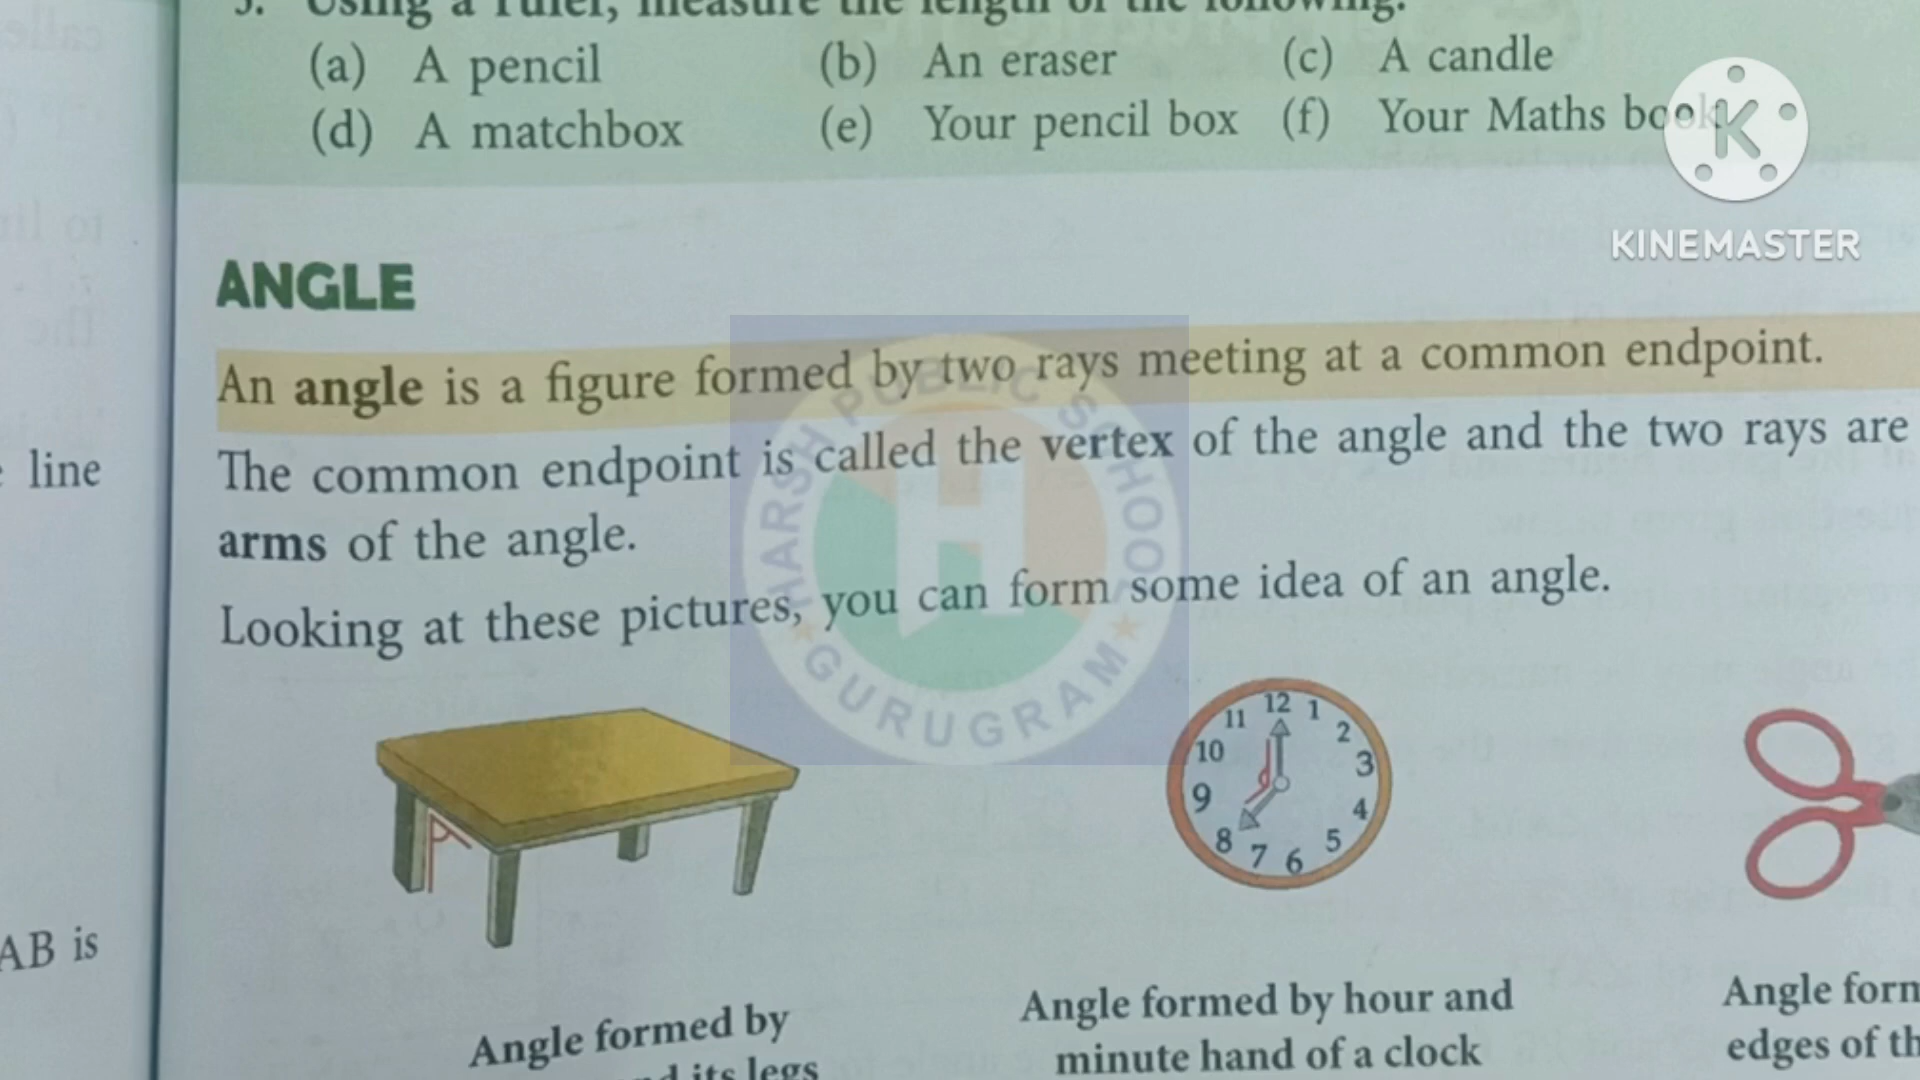 3. Using a ruler, measure the length of the following.
(a) A pencil (b) An eraser (c) A candle
(d) A matchbox (e) Your pencil box (f) Your Maths book
K
KINEMASTER
ANGLE
An angle is a figure formed by two rays meeting at a common endpoint.
The common endpoint is called the vertex of the angle and the two rays are
arms of the angle.
Looking at these pictures, you can form some idea of an angle.
HARSH PUBLIC SCHOOL
H
GURUGRAM
line
AB is
12 1 2 3 4 5 6 7 8 9 10 11
Angle formed by
its legs
Angle formed by hour and
minute hand of a clock
Angle
edges of